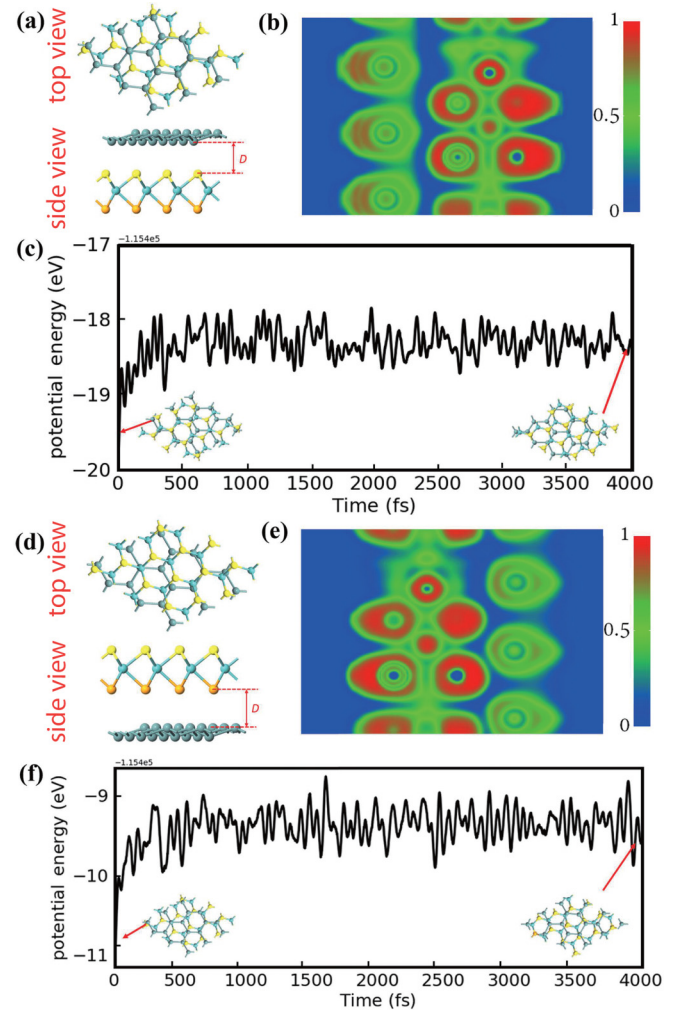 (a)
top view
side view
D
(b)
1
0.5
0
(c)
−1.154e5
potential energy (eV)
−17
−18
−19
−20
0 500 1000 1500 2000 2500 3000 3500 4000
Time (fs)
(d)
top view
side view
D
(e)
1
0.5
0
(f)
−1.154e5
potential energy (eV)
−9
−10
−11
0 500 1000 1500 2000 2500 3000 3500 4000
Time (fs)